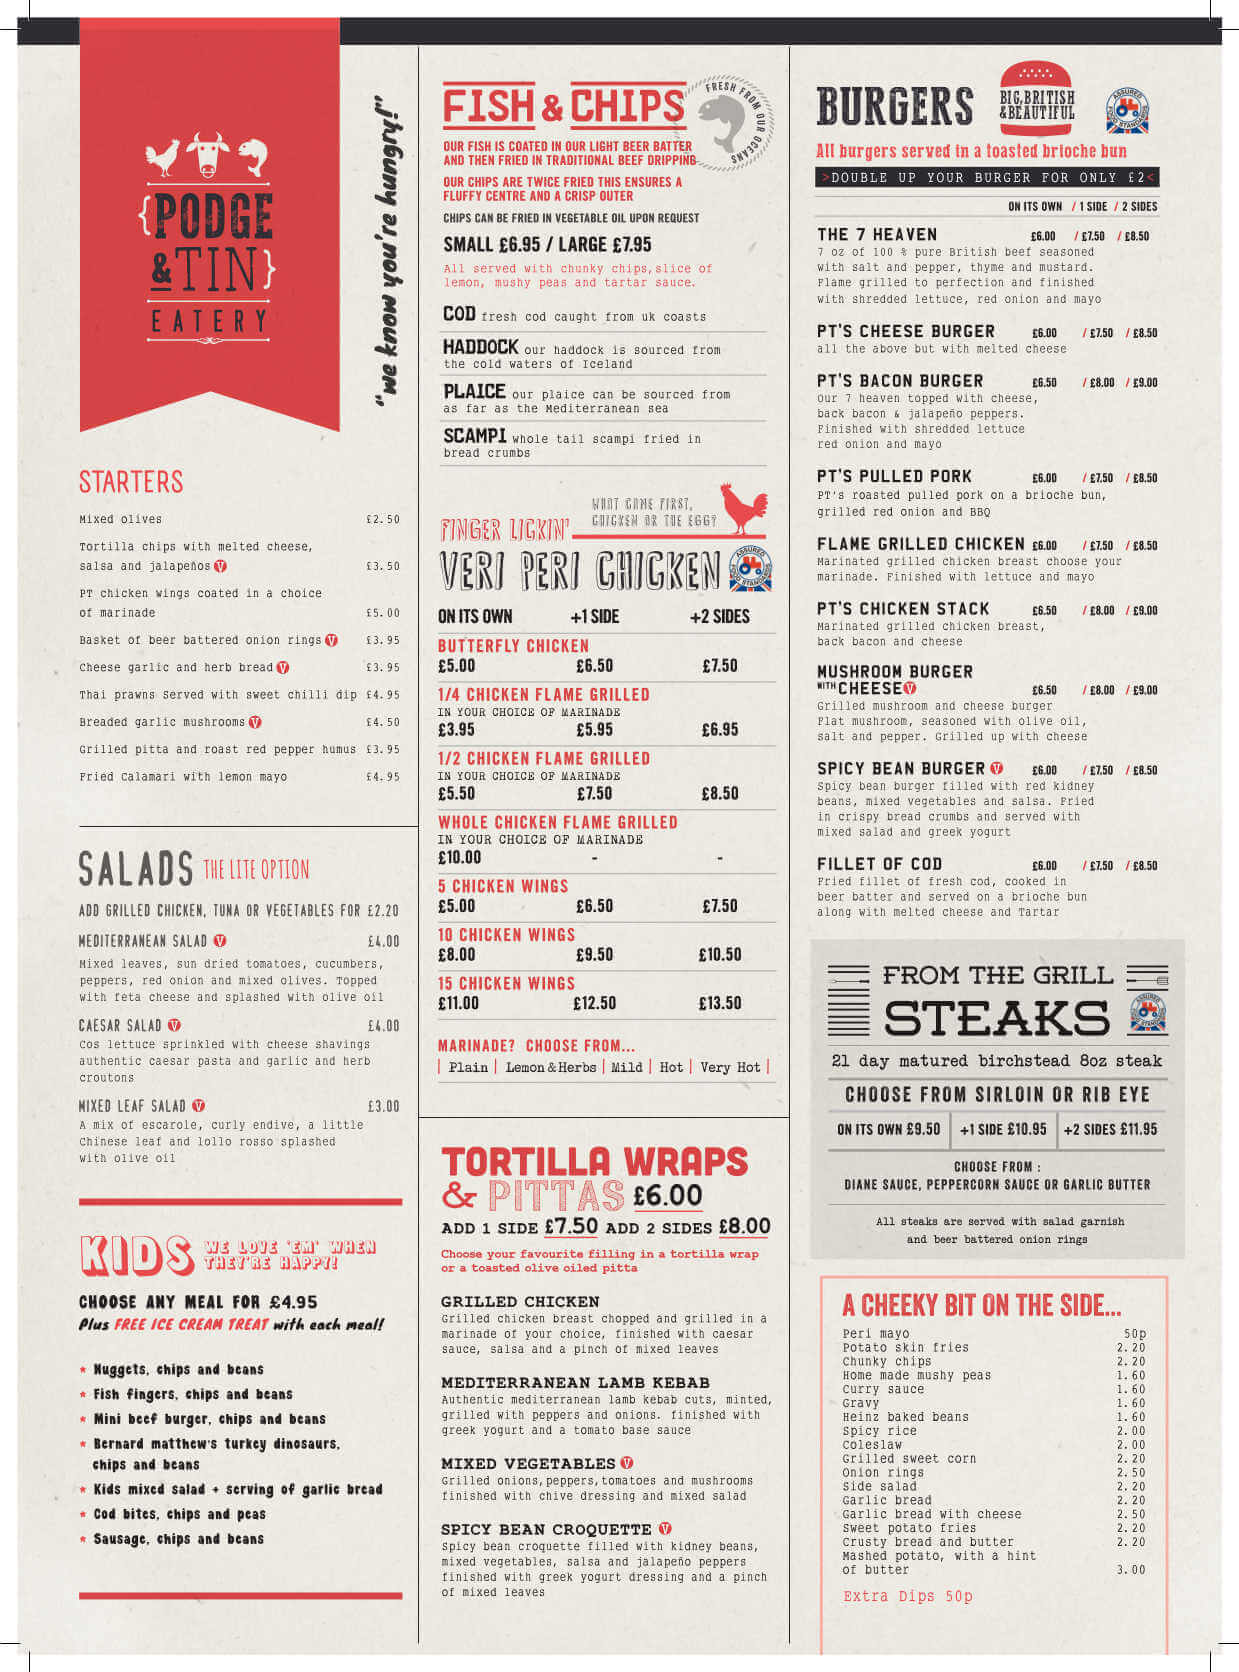 {PODGE
&TIN}
EATERY
"we know you're hungry!"
STARTERS
Mixed olives £2.50
Tortilla chips with melted cheese,
salsa and jalapeños V £3.50
PT chicken wings coated in a choice
of marinade £5.00
Basket of beer battered onion rings V £3.95
Cheese garlic and herb bread V £3.95
Thai prawns Served with sweet chilli dip £4.95
Breaded garlic mushrooms V £4.50
Grilled pitta and roast red pepper humus £3.95
Fried Calamari with lemon mayo £4.95
SALADS THE LITE OPTION
ADD GRILLED CHICKEN, TUNA OR VEGETABLES FOR £2.20
MEDITERRANEAN SALAD V £4.00
Mixed leaves, sun dried tomatoes, cucumbers,
peppers, red onion and mixed olives. Topped
with feta cheese and splashed with olive oil
CAESAR SALAD V £4.00
Cos lettuce sprinkled with cheese shavings
authentic caesar pasta and garlic and herb
croutons
MIXED LEAF SALAD V £3.00
A mix of escarole, curly endive, a little
Chinese leaf and lollo rosso splashed
with olive oil
KIDS WE LOVE 'EM' WHEN
THEY'RE HAPPY!
CHOOSE ANY MEAL FOR £4.95
Plus FREE ICE CREAM TREAT with each meal!
* Nuggets, chips and beans
* Fish fingers, chips and beans
* Mini beef burger, chips and beans
* Bernard matthew's turkey dinosaurs,
chips and beans
* Kids mixed salad + serving of garlic bread
* Cod bites, chips and peas
* Sausage, chips and beans
FISH & CHIPS
FRESH FROM OUR OCEANS
OUR FISH IS COATED IN OUR LIGHT BEER BATTER
AND THEN FRIED IN TRADITIONAL BEEF DRIPPING
OUR CHIPS ARE TWICE FRIED THIS ENSURES A
FLUFFY CENTRE AND A CRISP OUTER
CHIPS CAN BE FRIED IN VEGETABLE OIL UPON REQUEST
SMALL £6.95 / LARGE £7.95
All served with chunky chips, slice of
lemon, mushy peas and tartar sauce.
COD fresh cod caught from uk coasts
HADDOCK our haddock is sourced from
the cold waters of Iceland
PLAICE our plaice can be sourced from
as far as the Mediterranean sea
SCAMPI whole tail scampi fried in
bread crumbs
WHAT CAME FIRST,
CHICKEN OR THE EGG?
FINGER LICKIN'
VERI PERI CHICKEN
ASSURED FOOD STANDARDS
ON ITS OWN +1 SIDE +2 SIDES
BUTTERFLY CHICKEN
£5.00 £6.50 £7.50
1/4 CHICKEN FLAME GRILLED
IN YOUR CHOICE OF MARINADE
£3.95 £5.95 £6.95
1/2 CHICKEN FLAME GRILLED
IN YOUR CHOICE OF MARINADE
£5.50 £7.50 £8.50
WHOLE CHICKEN FLAME GRILLED
IN YOUR CHOICE OF MARINADE
£10.00 - -
5 CHICKEN WINGS
£5.00 £6.50 £7.50
10 CHICKEN WINGS
£8.00 £9.50 £10.50
15 CHICKEN WINGS
£11.00 £12.50 £13.50
MARINADE? CHOOSE FROM...
| Plain | Lemon & Herbs | Mild | Hot | Very Hot |
TORTILLA WRAPS
& PITTAS £6.00
ADD 1 SIDE £7.50 ADD 2 SIDES £8.00
Choose your favourite filling in a tortilla wrap
or a toasted olive oiled pitta
GRILLED CHICKEN
Grilled chicken breast chopped and grilled in a
marinade of your choice, finished with caesar
sauce, salsa and a pinch of mixed leaves
MEDITERRANEAN LAMB KEBAB
Authentic mediterranean lamb kebab cuts, minted,
grilled with peppers and onions. finished with
greek yogurt and a tomato base sauce
MIXED VEGETABLES V
Grilled onions, peppers, tomatoes and mushrooms
finished with chive dressing and mixed salad
SPICY BEAN CROQUETTE V
Spicy bean croquette filled with kidney beans,
mixed vegetables, salsa and jalapeño peppers
finished with greek yogurt dressing and a pinch
of mixed leaves
BURGERS
BIG, BRITISH
& BEAUTIFUL
ASSURED FOOD STANDARDS
All burgers served in a toasted brioche bun
>DOUBLE UP YOUR BURGER FOR ONLY £2<
ON ITS OWN / 1 SIDE / 2 SIDES
THE 7 HEAVEN £6.00 / £7.50 / £8.50
7 oz of 100 % pure British beef seasoned
with salt and pepper, thyme and mustard.
Flame grilled to perfection and finished
with shredded lettuce, red onion and mayo
PT'S CHEESE BURGER £6.00 / £7.50 / £8.50
all the above but with melted cheese
PT'S BACON BURGER £6.50 / £8.00 / £9.00
Our 7 heaven topped with cheese,
back bacon & jalapeño peppers.
Finished with shredded lettuce
red onion and mayo
PT'S PULLED PORK £6.00 / £7.50 / £8.50
PT's roasted pulled pork on a brioche bun,
grilled red onion and BBQ
FLAME GRILLED CHICKEN £6.00 / £7.50 / £8.50
Marinated grilled chicken breast choose your
marinade. Finished with lettuce and mayo
PT'S CHICKEN STACK £6.50 / £8.00 / £9.00
Marinated grilled chicken breast,
back bacon and cheese
MUSHROOM BURGER
WITH CHEESE V £6.50 / £8.00 / £9.00
Grilled mushroom and cheese burger
Flat mushroom, seasoned with olive oil,
salt and pepper. Grilled up with cheese
SPICY BEAN BURGER V £6.00 / £7.50 / £8.50
Spicy bean burger filled with red kidney
beans, mixed vegetables and salsa. Fried
in crispy bread crumbs and served with
mixed salad and greek yogurt
FILLET OF COD £6.00 / £7.50 / £8.50
Fried fillet of fresh cod, cooked in
beer batter and served on a brioche bun
along with melted cheese and Tartar
FROM THE GRILL
STEAKS
ASSURED FOOD STANDARDS
21 day matured birchstead 8oz steak
CHOOSE FROM SIRLOIN OR RIB EYE
ON ITS OWN £9.50 | +1 SIDE £10.95 | +2 SIDES £11.95
CHOOSE FROM :
DIANE SAUCE, PEPPERCORN SAUCE OR GARLIC BUTTER
All steaks are served with salad garnish
and beer battered onion rings
A CHEEKY BIT ON THE SIDE...
Peri mayo 50p
Potato skin fries 2.20
Chunky chips 2.20
Home made mushy peas 1.60
Curry sauce 1.60
Gravy 1.60
Heinz baked beans 1.60
Spicy rice 2.00
Coleslaw 2.00
Grilled sweet corn 2.20
Onion rings 2.50
Side salad 2.20
Garlic bread 2.20
Garlic bread with cheese 2.50
Sweet potato fries 2.20
Crusty bread and butter 2.20
Mashed potato, with a hint
of butter 3.00
Extra Dips 50p